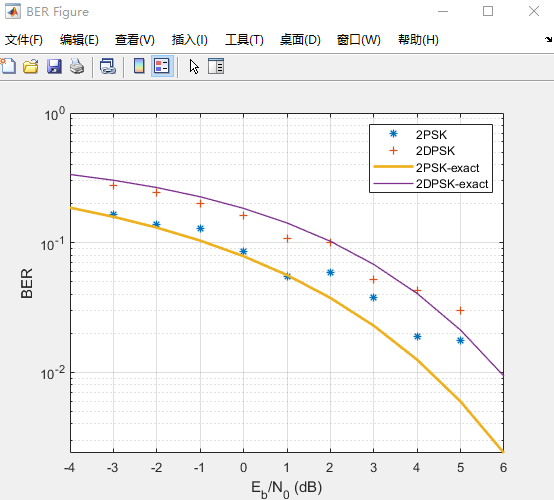 BER Figure
文件(F) 编辑(E) 查看(V) 插入(I) 工具(T) 桌面(D) 窗口(W) 帮助(H)
10^0
2PSK
2DPSK
2PSK-exact
2DPSK-exact
10^-1
BER
10^-2
-4 -3 -2 -1 0 1 2 3 4 5 6
E_b/N_0 (dB)